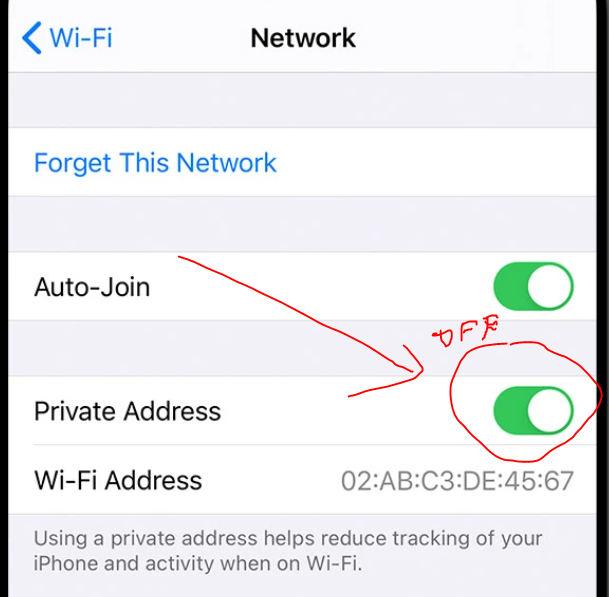 Wi-Fi Network
Forget This Network
Auto-Join
OFF
Private Address
Wi-Fi Address 02:AB:C3:DE:45:67
Using a private address helps reduce tracking of your
iPhone and activity when on Wi-Fi.